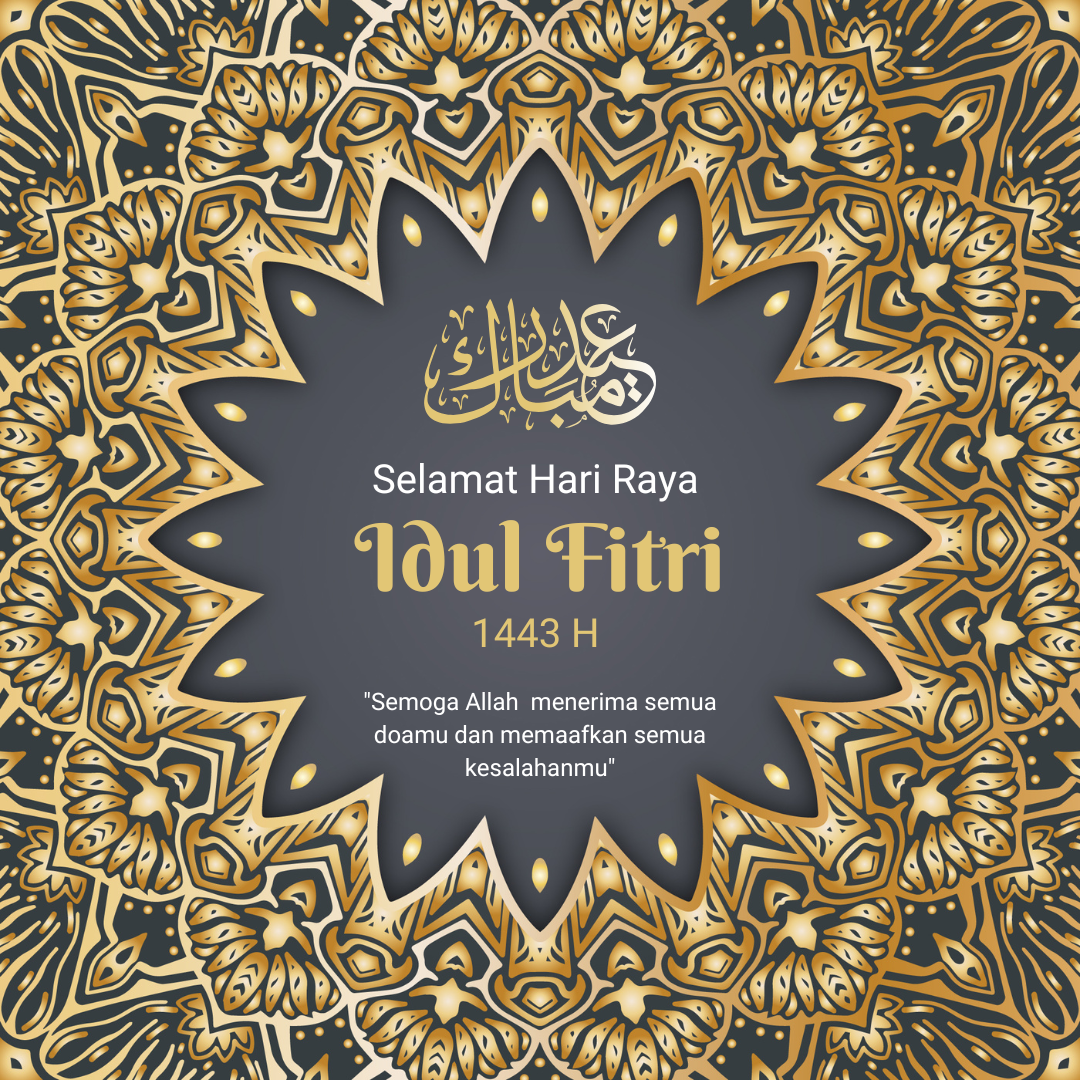 عيد مبارك
Selamat Hari Raya
Idul Fitri
1443 H
"Semoga Allah  menerima semua
doamu dan memaafkan semua
kesalahanmu"